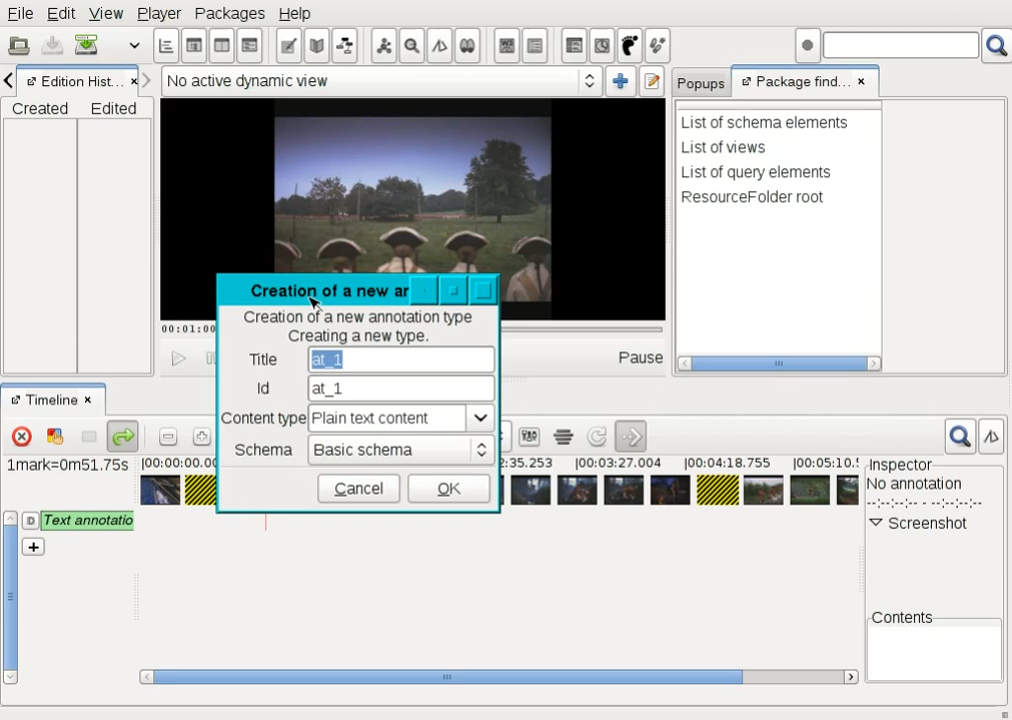 File Edit View Player Packages Help
Edition Hist... ×
No active dynamic view
Popups
Package find... ×
Created Edited
List of schema elements
List of views
List of query elements
ResourceFolder root
Creation of a new ar
Creation of a new annotation type
Creating a new type.
00:01:00
Pause
Title at_1
Id at_1
Content type Plain text content
Schema Basic schema
Cancel OK
Timeline ×
1mark=0m51.75s
|00:00:00.00
2:35.253
|00:03:27.004
|00:04:18.755
|00:05:10.5
Inspector
No annotation
--:--:--.- - --:--:--.-
Screenshot
D Text annotatio
Contents